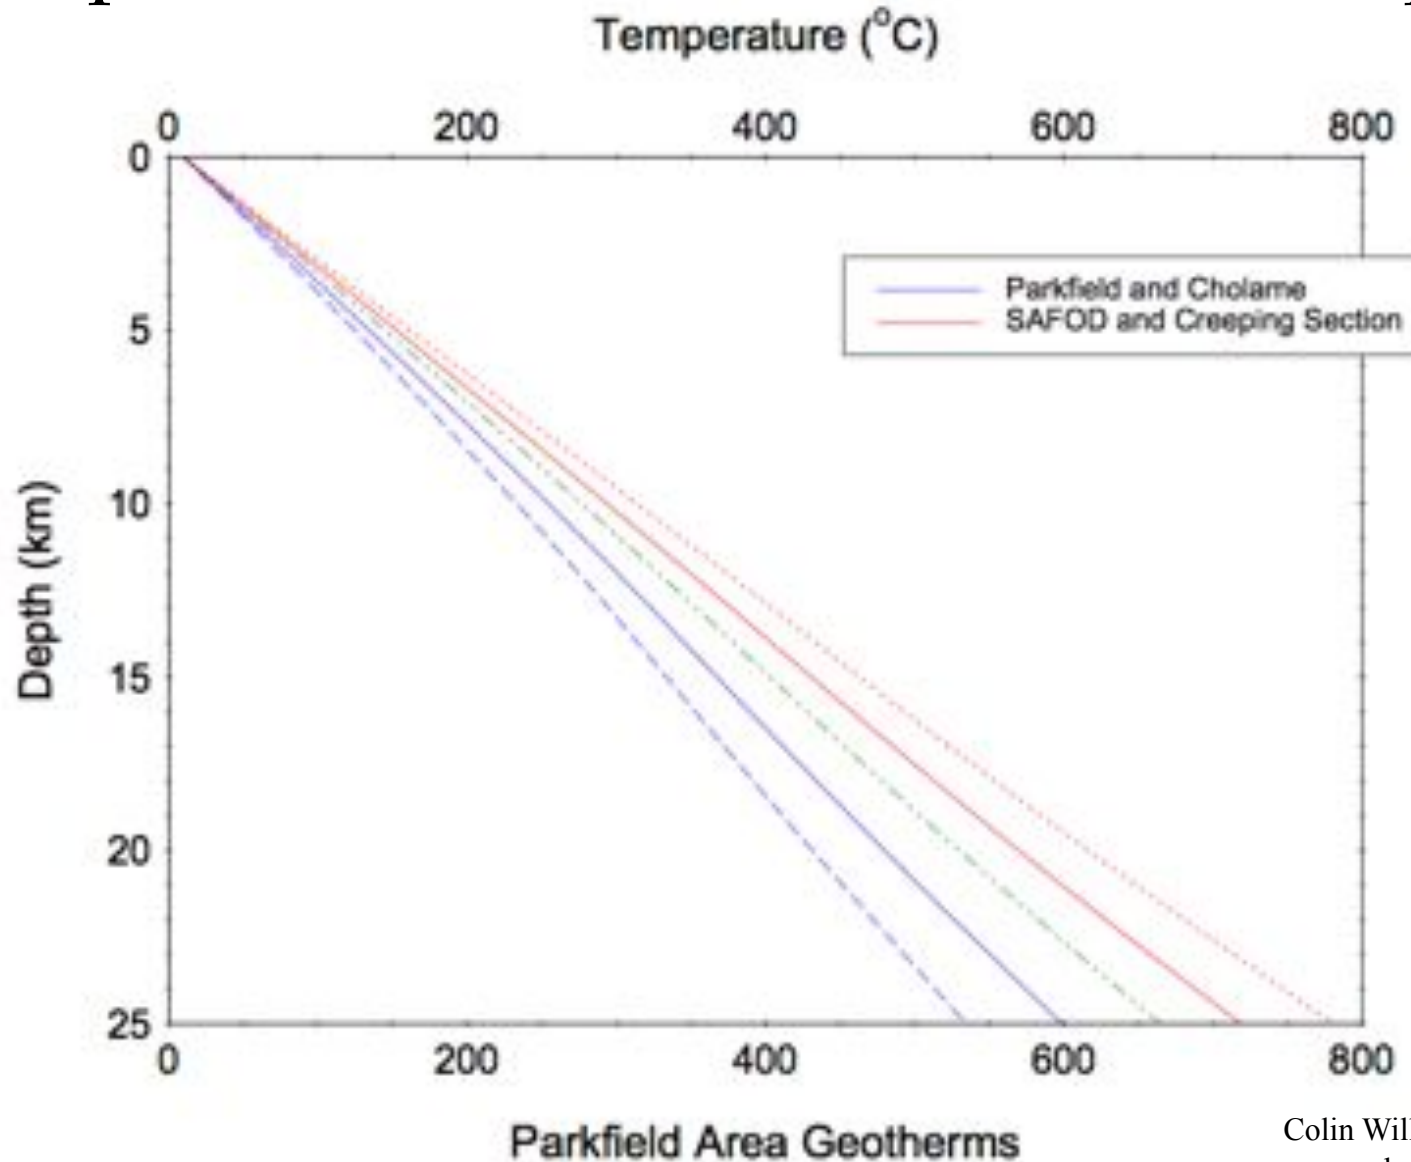 Temperature (°C)
0 200 400 600 800
0
Parkfield and Cholame
SAFOD and Creeping Section
5
10
Depth (km)
15
20
25
0 200 400 600 800
Parkfield Area Geotherms
Colin Wil